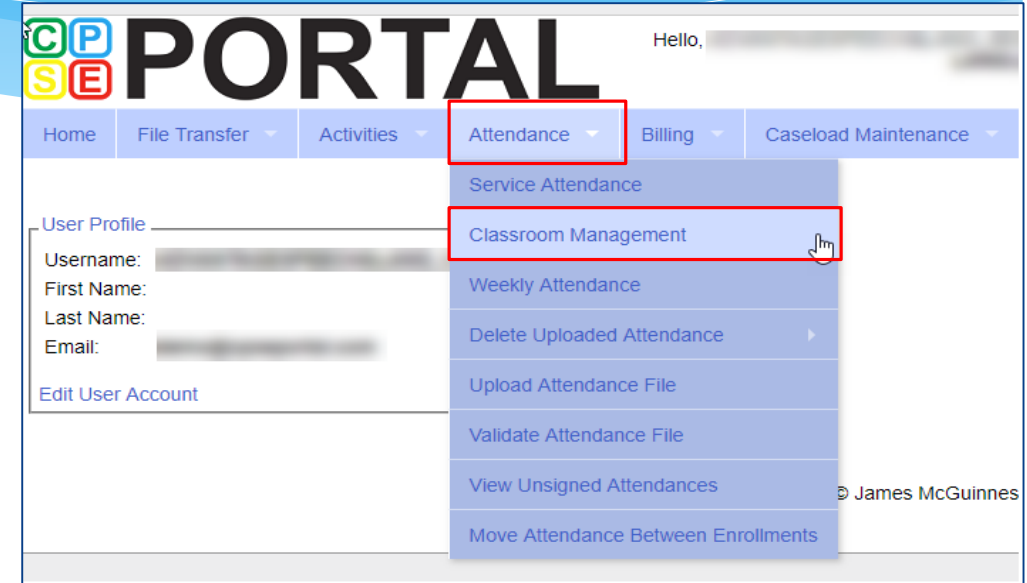 CP
SE
PORTAL
Hello,
Home File Transfer Activities Attendance Billing Caseload Maintenance
Service Attendance
User Profile
Classroom Management
Username:
First Name:
Weekly Attendance
Last Name:
Delete Uploaded Attendance
Email:
Edit User Account
Upload Attendance File
Validate Attendance File
View Unsigned Attendances
© James McGuinnes
Move Attendance Between Enrollments